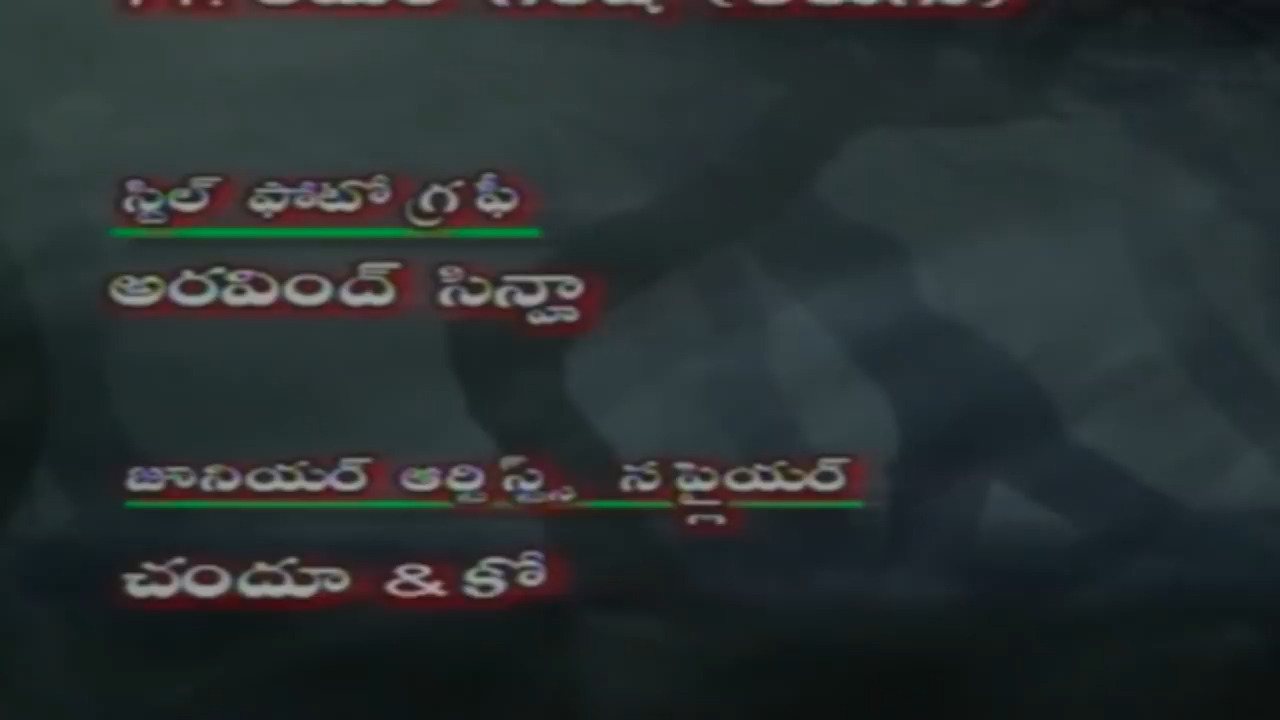 స్టిల్ ఫోటో గ్రఫీ
అరవింద్ సిన్హా
జూనియర్ ఆర్టిస్ట్స్ సప్లైయర్
చందూ & కో